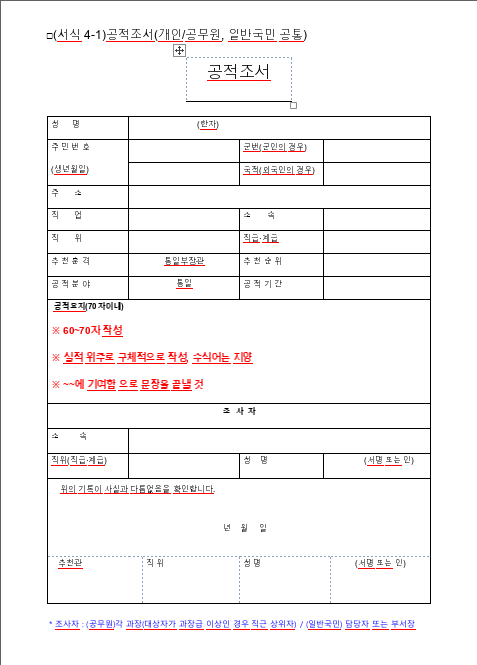 □(서식 4-1)공적조서(개인/공무원, 일반국민 공통)
공적조서
성 명 (한자)
주민번호 군번(군인의 경우)
(생년월일) 국적(외국인의 경우)
주 소
직 업 소 속
직 위 직급·계급
추천훈격 통일부장관 추천순위
공적분야 통일 공적기간
공적요지(70자이내)
※ 60~70자 작성
※ 실적 위주로 구체적으로 작성, 수식어는 지양
※ ~~에 기여함 으로 문장을 끝낼 것
조 사 자
소 속
직위(직급·계급) 성 명 (서명 또는 인)
위의 기록이 사실과 다름없음을 확인합니다.
년 월 일
추천관 직위 성명 (서명 또는 인)
* 조사자 : (공무원)각 과장(대상자가 과장급 이상인 경우 직근 상위자) / (일반국민) 담당자 또는 부서장